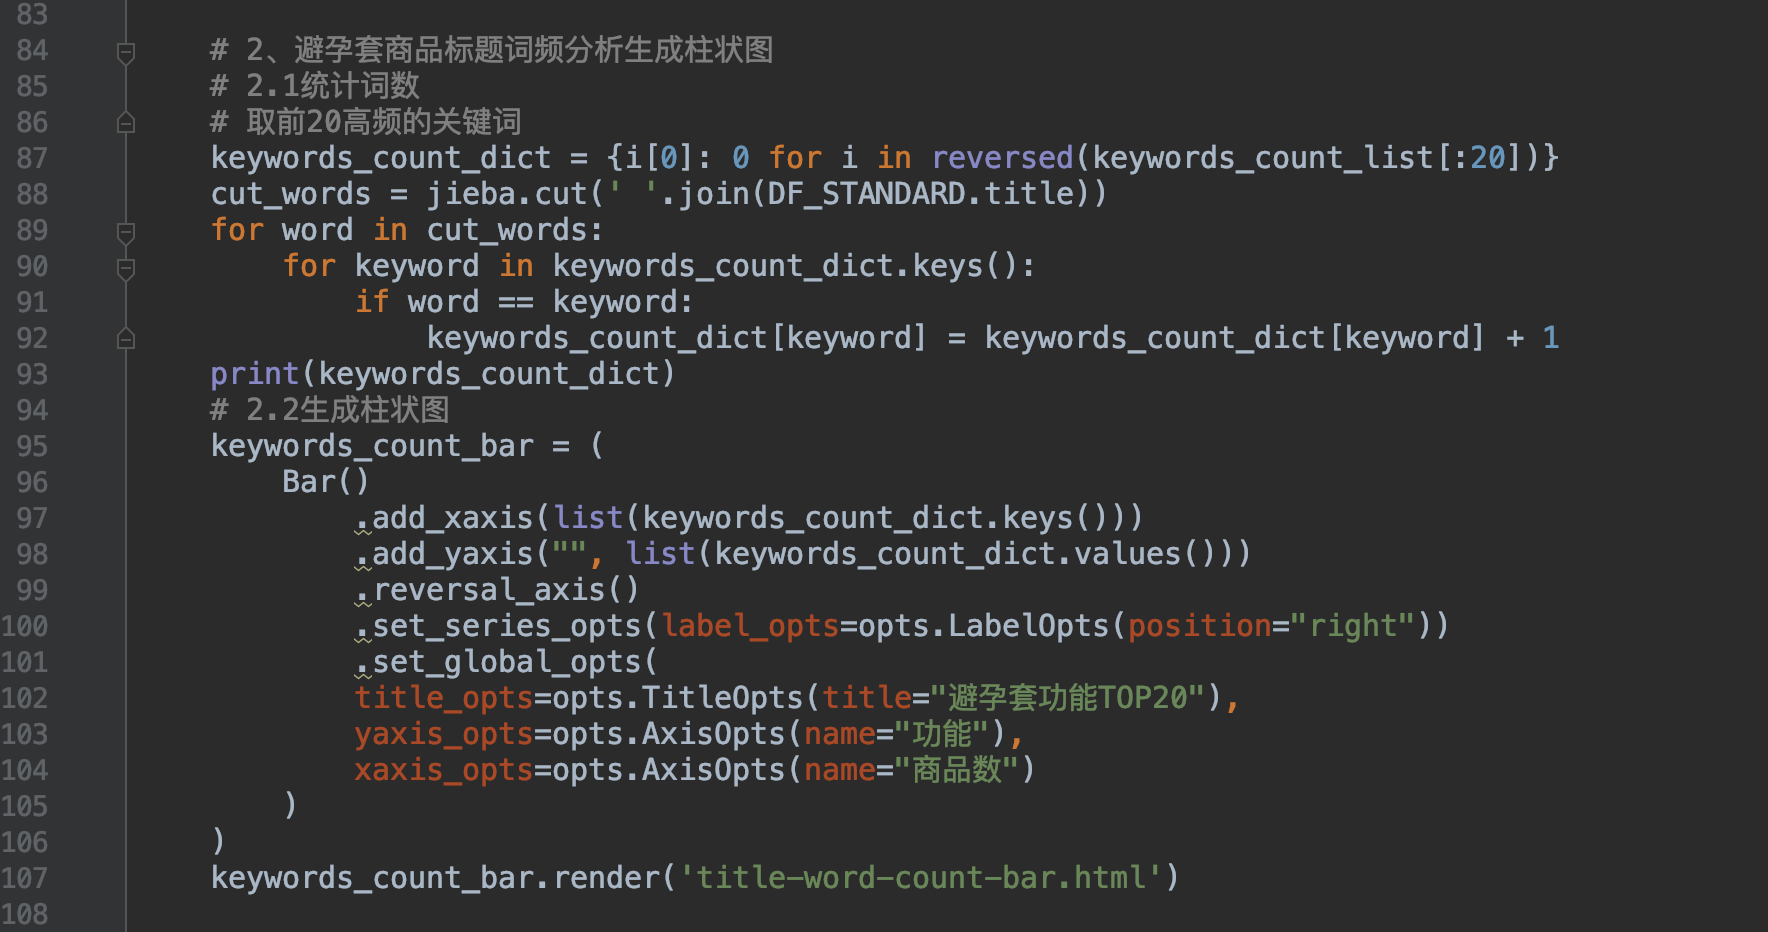 83
84 # 2、避孕套商品标题词频分析生成柱状图
85 # 2.1统计词数
86 # 取前20高频的关键词
87 keywords_count_dict = {i[0]: 0 for i in reversed(keywords_count_list[:20])}
88 cut_words = jieba.cut(' '.join(DF_STANDARD.title))
89 for word in cut_words:
90     for keyword in keywords_count_dict.keys():
91         if word == keyword:
92             keywords_count_dict[keyword] = keywords_count_dict[keyword] + 1
93 print(keywords_count_dict)
94 # 2.2生成柱状图
95 keywords_count_bar = (
96     Bar()
97         .add_xaxis(list(keywords_count_dict.keys()))
98         .add_yaxis("", list(keywords_count_dict.values()))
99         .reversal_axis()
100         .set_series_opts(label_opts=opts.LabelOpts(position="right"))
101         .set_global_opts(
102         title_opts=opts.TitleOpts(title="避孕套功能TOP20"),
103         yaxis_opts=opts.AxisOpts(name="功能"),
104         xaxis_opts=opts.AxisOpts(name="商品数")
105     )
106 )
107 keywords_count_bar.render('title-word-count-bar.html')
108